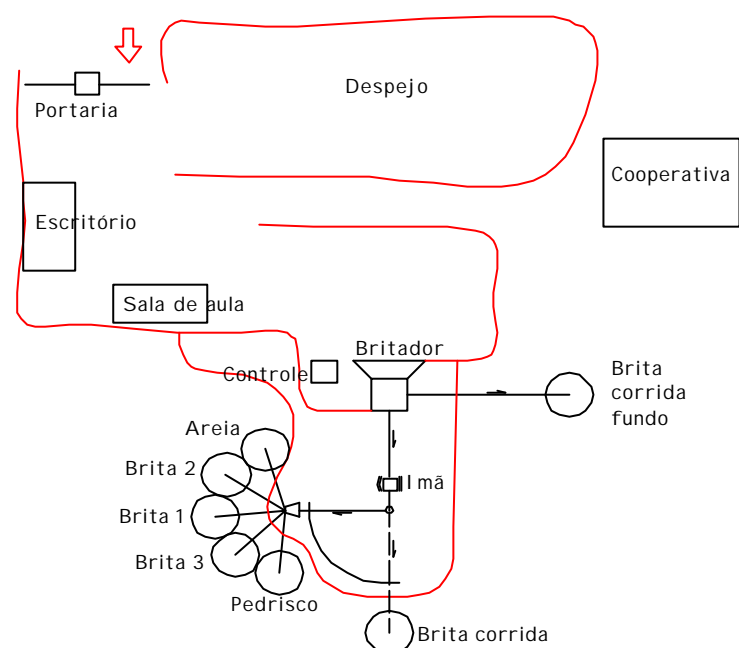 Despejo
Portaria
Cooperativa
Escritório
Sala de aula
Britador
Controle
Brita
corrida
fundo
Areia
Brita 2
Imã
Brita 1
Brita 3
Pedrisco
Brita corrida